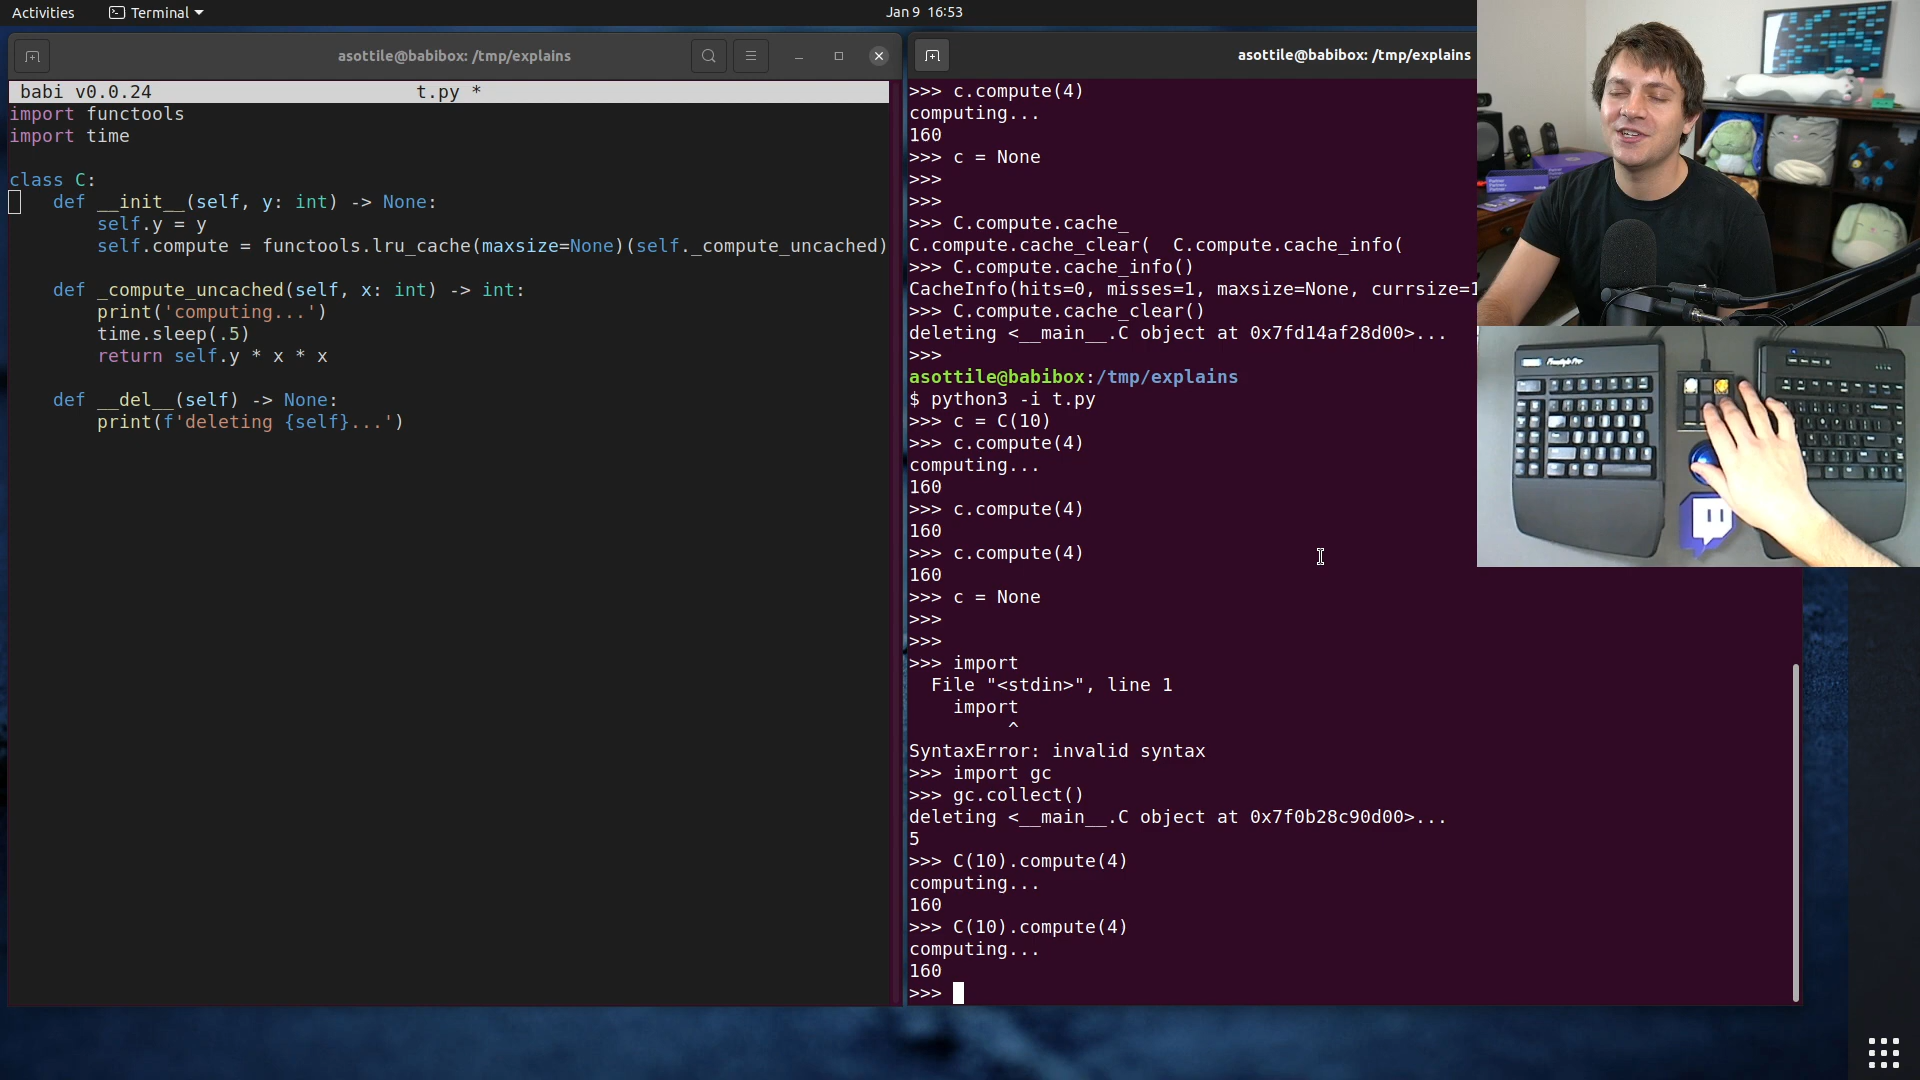 Activities
Terminal
Jan 9 16:53
asottile@babibox: /tmp/explains
babi v0.0.24 t.py *
import functools
import time
class C:
    def __init__(self, y: int) -> None:
        self.y = y
        self.compute = functools.lru_cache(maxsize=None)(self._compute_uncached)
    def _compute_uncached(self, x: int) -> int:
        print('computing...')
        time.sleep(.5)
        return self.y * x * x
    def __del__(self) -> None:
        print(f'deleting {self}...')
asottile@babibox: /tmp/explains
>>> c.compute(4)
computing...
160
>>> c = None
>>>
>>>
>>> C.compute.cache_
C.compute.cache_clear(  C.compute.cache_info(
>>> C.compute.cache_info()
CacheInfo(hits=0, misses=1, maxsize=None, currsize=1
>>> C.compute.cache_clear()
deleting <__main__.C object at 0x7fd14af28d00>...
>>>
asottile@babibox:/tmp/explains
$ python3 -i t.py
>>> c = C(10)
>>> c.compute(4)
computing...
160
>>> c.compute(4)
160
>>> c.compute(4)
160
>>> c = None
>>>
>>>
>>> import
  File "<stdin>", line 1
    import
         ^
SyntaxError: invalid syntax
>>> import gc
>>> gc.collect()
deleting <__main__.C object at 0x7f0b28c90d00>...
5
>>> C(10).compute(4)
computing...
160
>>> C(10).compute(4)
computing...
160
>>>